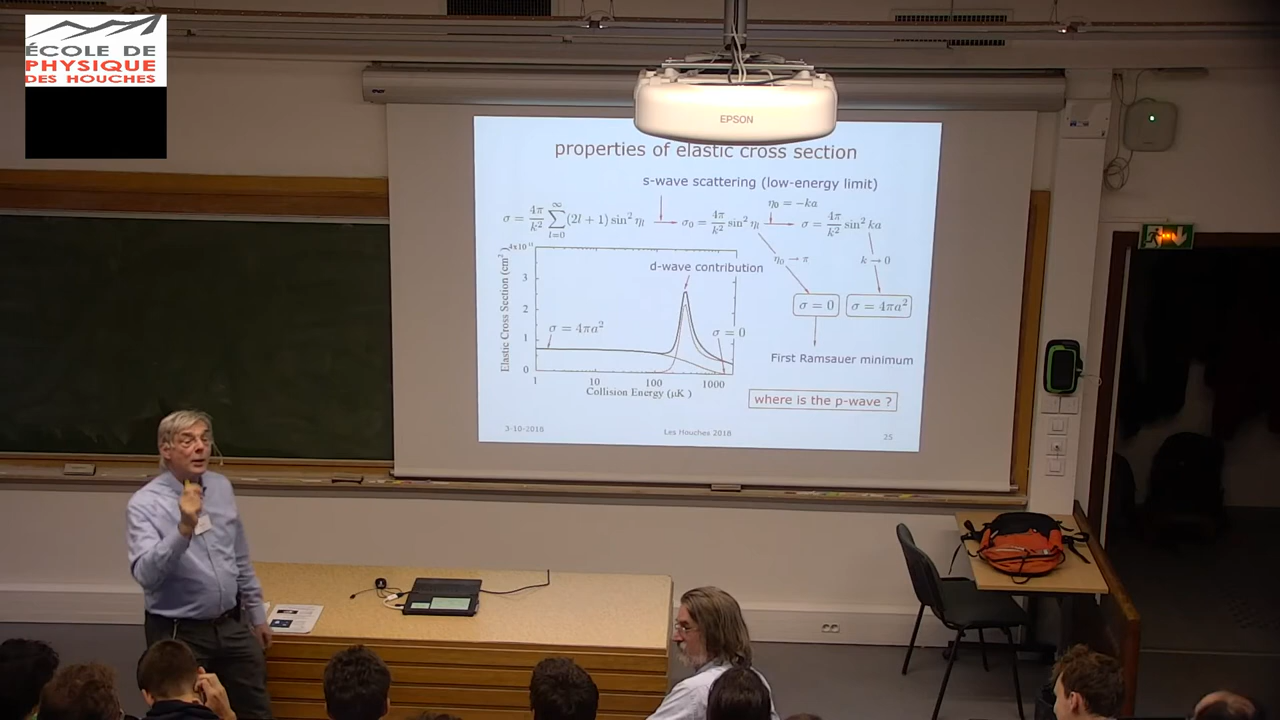 ÉCOLE DE
PHYSIQUE
DES HOUCHES
EPSON
properties of elastic cross section
s-wave scattering (low-energy limit)
η₀ = −ka
σ = 4π/k² ∑_{l=0}^{∞} (2l + 1) sin² η_l → σ₀ = 4π/k² sin² η_l → σ = 4π/k² sin² ka
η₀ → π
k → 0
d-wave contribution
σ = 0
σ = 4πa²
σ = 4πa²
σ = 0
First Ramsauer minimum
Elastic Cross Section (cm²)
3
2
1
0
1 10 100 1000
Collision Energy (μK)
where is the p-wave ?
3-10-2018 Les Houches 2018 25